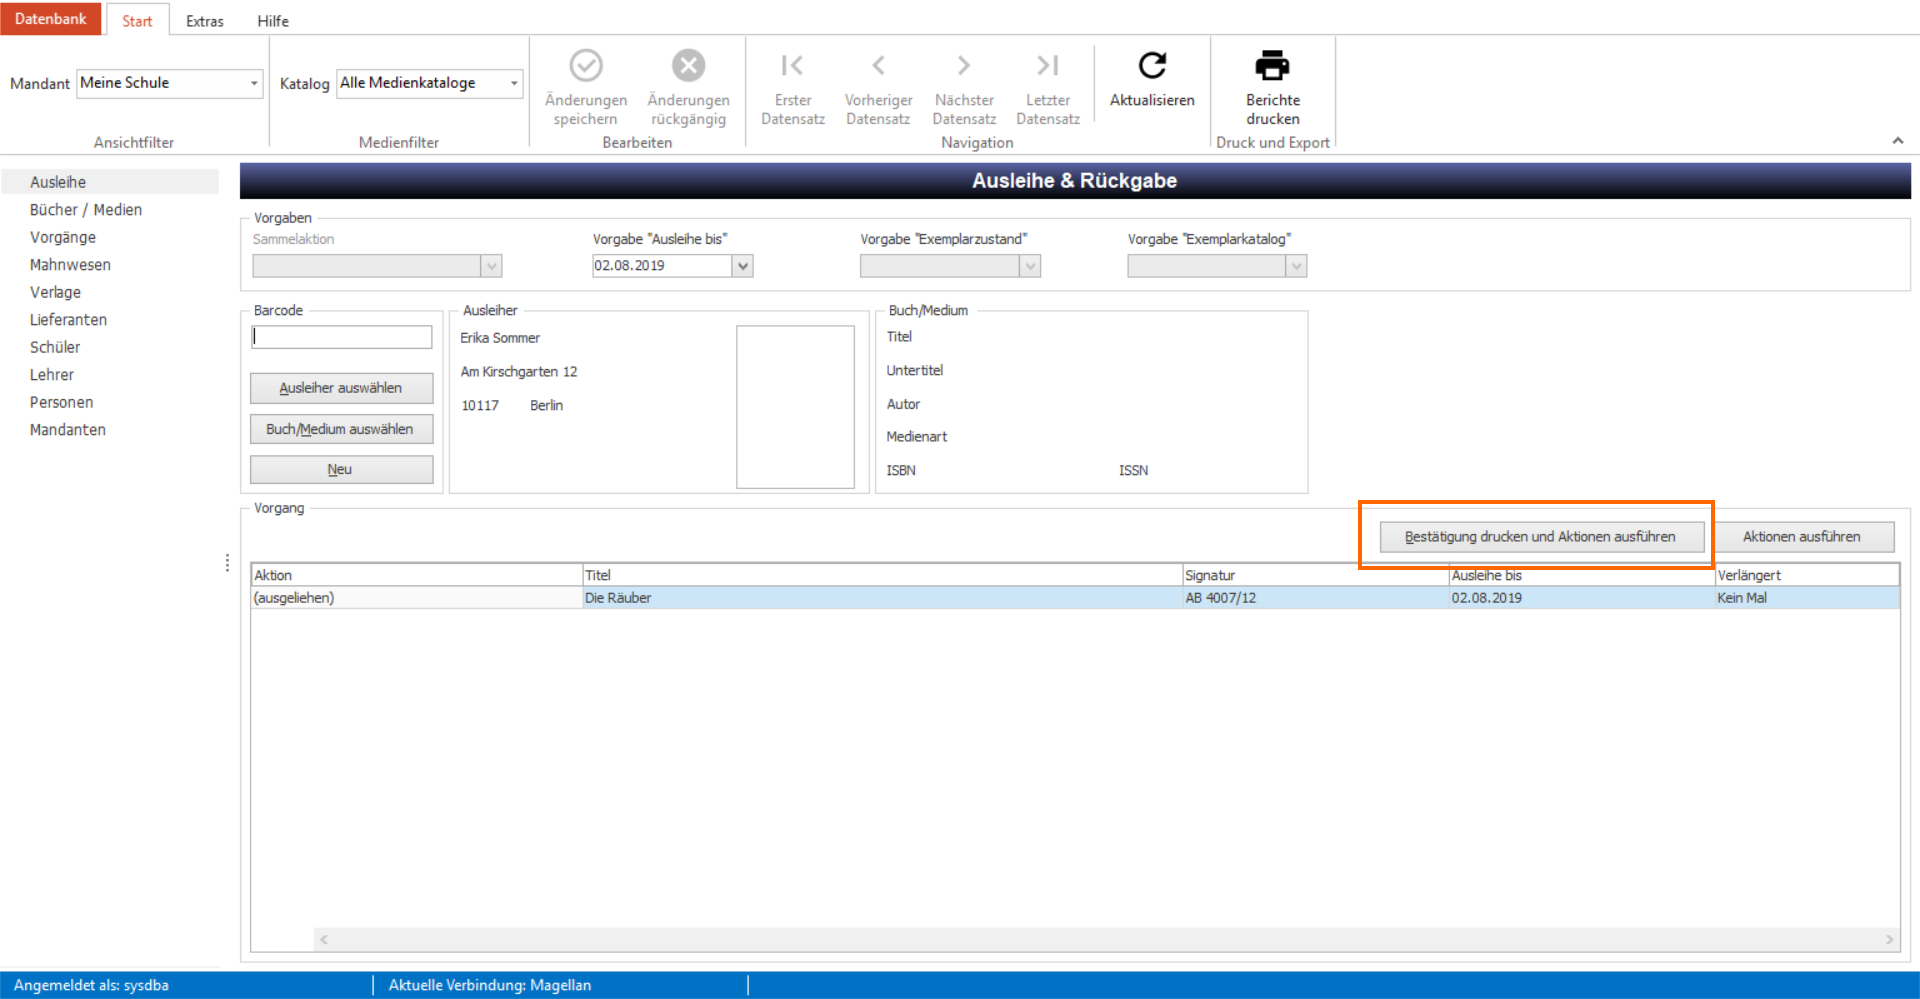 Datenbank Start Extras Hilfe
Mandant Meine Schule
Ansichtfilter
Katalog Alle Medienkataloge
Medienfilter
Änderungen speichern
Änderungen rückgängig
Bearbeiten
Erster Datensatz
Vorheriger Datensatz
Nächster Datensatz
Letzter Datensatz
Navigation
Aktualisieren
Berichte drucken
Druck und Export
Ausleihe
Bücher / Medien
Vorgänge
Mahnwesen
Verlage
Lieferanten
Schüler
Lehrer
Personen
Mandanten
Ausleihe & Rückgabe
Vorgaben
Sammelaktion
Vorgabe "Ausleihe bis"
02.08.2019
Vorgabe "Exemplarzustand"
Vorgabe "Exemplarkatalog"
Barcode
Ausleiher auswählen
Buch/Medium auswählen
Neu
Ausleiher
Erika Sommer
Am Kirschgarten 12
10117 Berlin
Buch/Medium
Titel
Untertitel
Autor
Medienart
ISBN ISSN
Vorgang
Bestätigung drucken und Aktionen ausführen Aktionen ausführen
Aktion Titel Signatur Ausleihe bis Verlängert
(ausgeliehen) Die Räuber AB 4007/12 02.08.2019 Kein Mal
Angemeldet als: sysdba Aktuelle Verbindung: Magellan